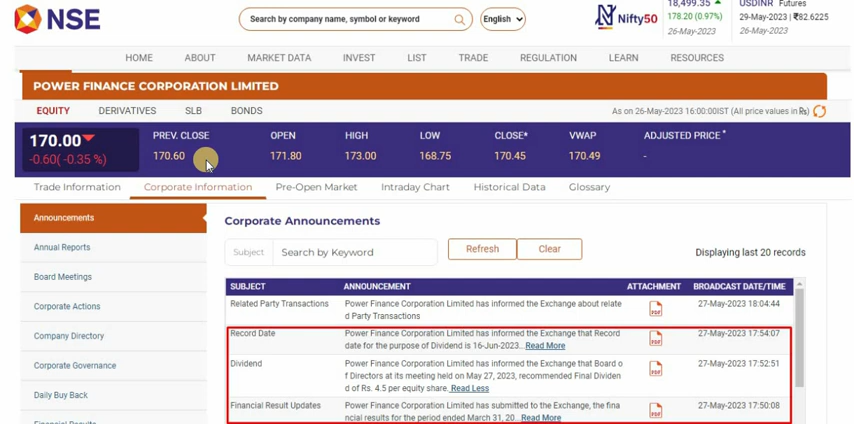 NSE
Search by company name, symbol or keyword
English
Nifty50
18,499.35
178.20 (0.97%)
26-May-2023
USDINR Futures
29-May-2023 | ₹82.6225
26-May-2023
HOME ABOUT MARKET DATA INVEST LIST TRADE REGULATION LEARN RESOURCES
POWER FINANCE CORPORATION LIMITED
EQUITY DERIVATIVES SLB BONDS
As on 26-May-2023 16:00:00IST (All price values in ₨)
170.00
-0.60( -0.35 %)
PREV. CLOSE OPEN HIGH LOW CLOSE* VWAP ADJUSTED PRICE*
170.60 171.80 173.00 168.75 170.45 170.49 -
Trade Information Corporate Information Pre-Open Market Intraday Chart Historical Data Glossary
Announcements
Annual Reports
Board Meetings
Corporate Actions
Company Directory
Corporate Governance
Daily Buy Back
Financial Results
Corporate Announcements
Subject Search by Keyword Refresh Clear Displaying last 20 records
SUBJECT ANNOUNCEMENT ATTACHMENT BROADCAST DATE/TIME
Related Party Transactions Power Finance Corporation Limited has informed the Exchange about relate PDF 27-May-2023 18:04:44
d Party Transactions
Record Date Power Finance Corporation Limited has informed the Exchange that Record PDF 27-May-2023 17:54:07
date for the purpose of Dividend is 16-Jun-2023...Read More
Dividend Power Finance Corporation Limited has informed the Exchange that Board o PDF 27-May-2023 17:52:51
f Directors at its meeting held on May 27, 2023, recommended Final Dividen
d of Rs. 4.5 per equity share. Read Less
Financial Result Updates Power Finance Corporation Limited has submitted to the Exchange, the fina PDF 27-May-2023 17:50:08
ncial results for the period ended March 31, 20...Read More